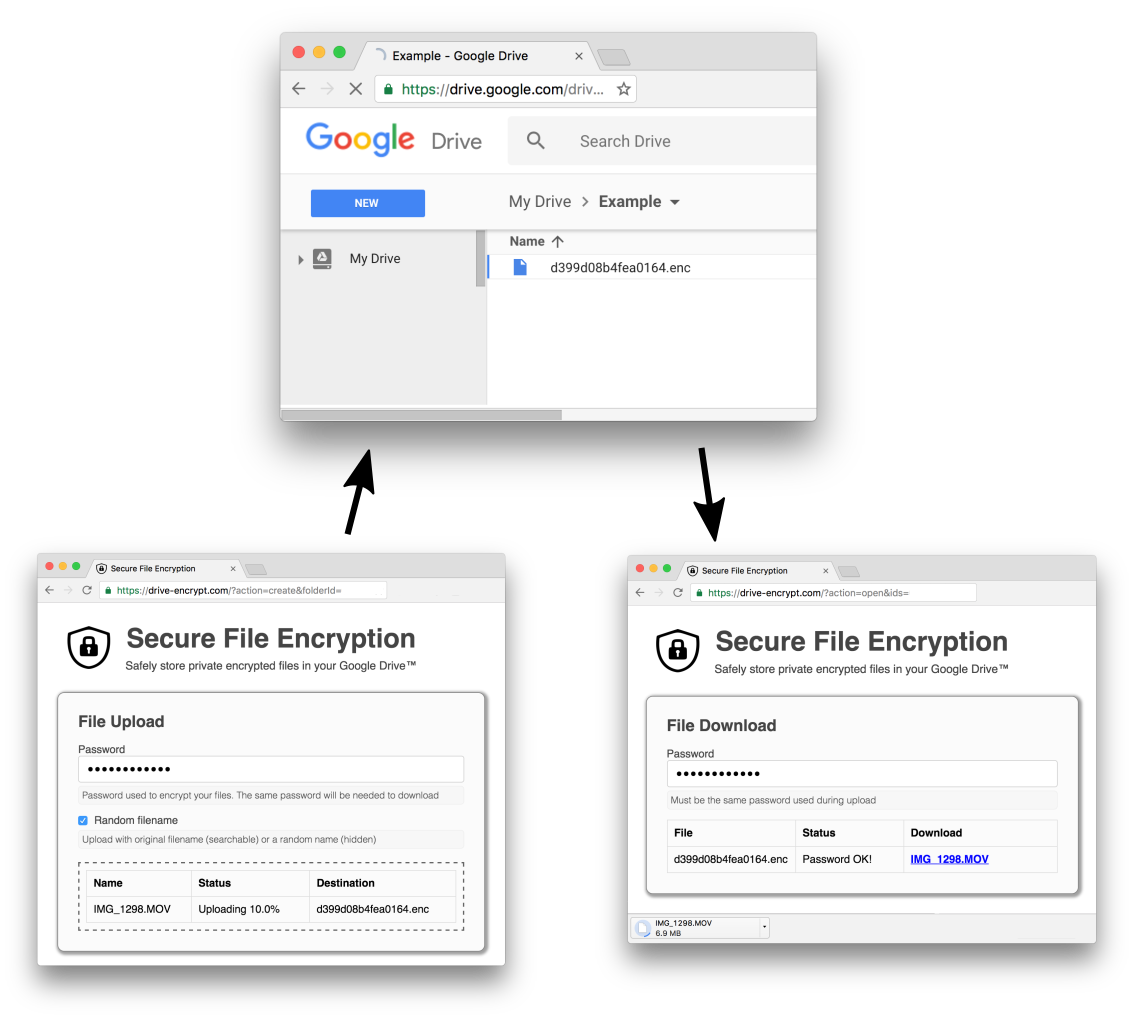 Example - Google Drive
https://drive.google.com/driv...
Google Drive
Search Drive
NEW
My Drive > Example
My Drive
Name
d399d08b4fea0164.enc
Secure File Encryption
https://drive-encrypt.com/?action=create&folderId=
Secure File Encryption
Safely store private encrypted files in your Google Drive™
File Upload
Password
••••••••••••
Password used to encrypt your files. The same password will be needed to download
Random filename
Upload with original filename (searchable) or a random name (hidden)
Name Status Destination
IMG_1298.MOV Uploading 10.0% d399d08b4fea0164.enc
Secure File Encryption
https://drive-encrypt.com/?action=open&ids=
Secure File Encryption
Safely store private encrypted files in your Google Drive™
File Download
Password
••••••••••••
Must be the same password used during upload
File Status Download
d399d08b4fea0164.enc Password OK! IMG_1298.MOV
IMG_1298.MOV
6.9 MB